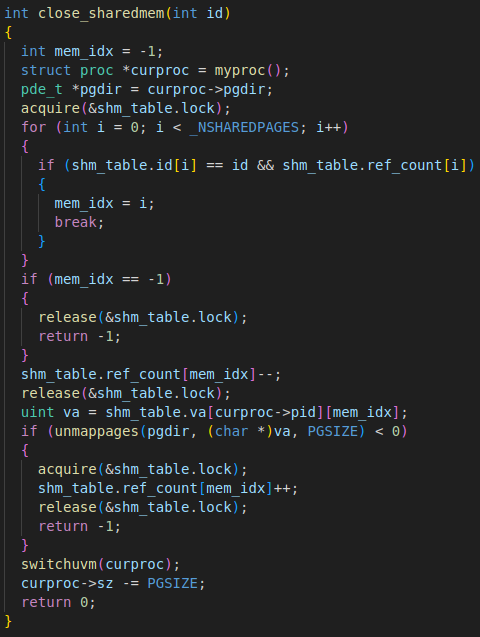 int close_sharedmem(int id)
{
  int mem_idx = -1;
  struct proc *curproc = myproc();
  pde_t *pgdir = curproc->pgdir;
  acquire(&shm_table.lock);
  for (int i = 0; i < _NSHAREDPAGES; i++)
  {
    if (shm_table.id[i] == id && shm_table.ref_count[i])
    {
      mem_idx = i;
      break;
    }
  }
  if (mem_idx == -1)
  {
    release(&shm_table.lock);
    return -1;
  }
  shm_table.ref_count[mem_idx]--;
  release(&shm_table.lock);
  uint va = shm_table.va[curproc->pid][mem_idx];
  if (unmappages(pgdir, (char *)va, PGSIZE) < 0)
  {
    acquire(&shm_table.lock);
    shm_table.ref_count[mem_idx]++;
    release(&shm_table.lock);
    return -1;
  }
  switchuvm(curproc);
  curproc->sz -= PGSIZE;
  return 0;
}